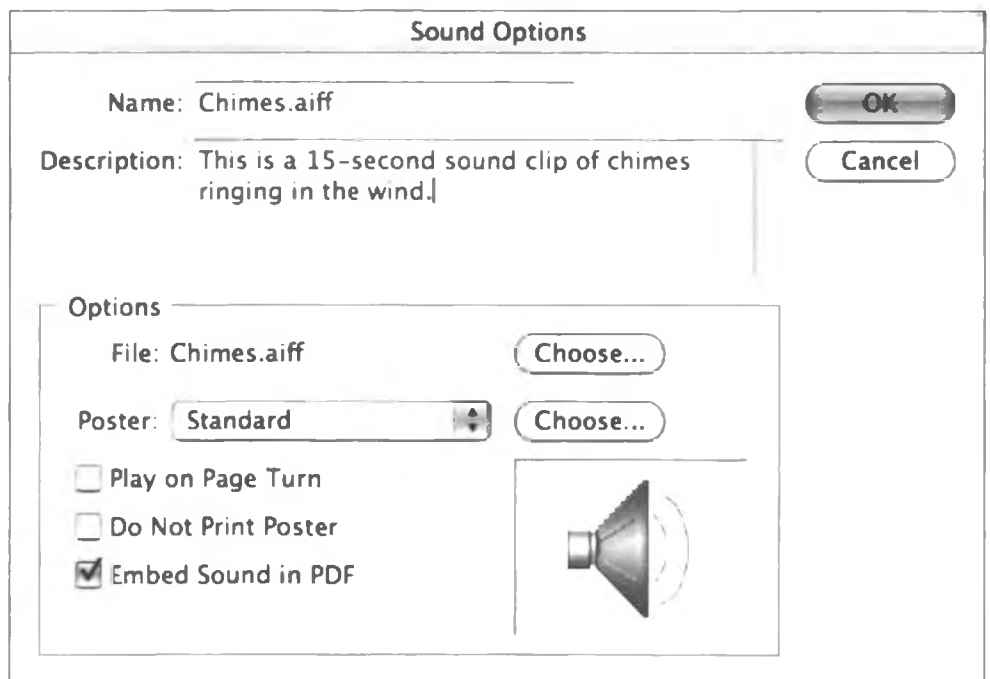 Sound Options
Name: Chimes.aiff
OK
Description: This is a 15-second sound clip of chimes
ringing in the wind.
Cancel
Options
File: Chimes.aiff
Choose...
Poster: Standard
Choose...
Play on Page Turn
Do Not Print Poster
Embed Sound in PDF